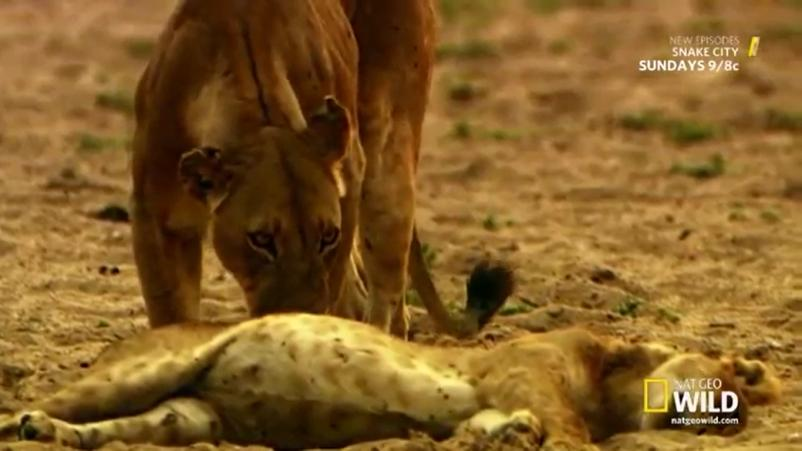 NEW EPISODES
SNAKE CITY
SUNDAYS 9/8c
NAT GEO
WILD
natgeowild.com